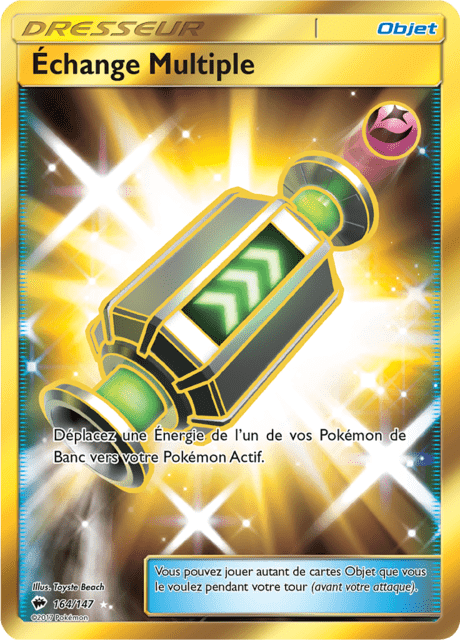 DRESSEUR
Objet
Échange Multiple
Déplacez une Énergie de l'un de vos Pokémon de
Banc vers votre Pokémon Actif.
Vous pouvez jouer autant de cartes Objet que vous
le voulez pendant votre tour (avant votre attaque).
Illus. Toyste Beach
164/147
©2017 Pokémon